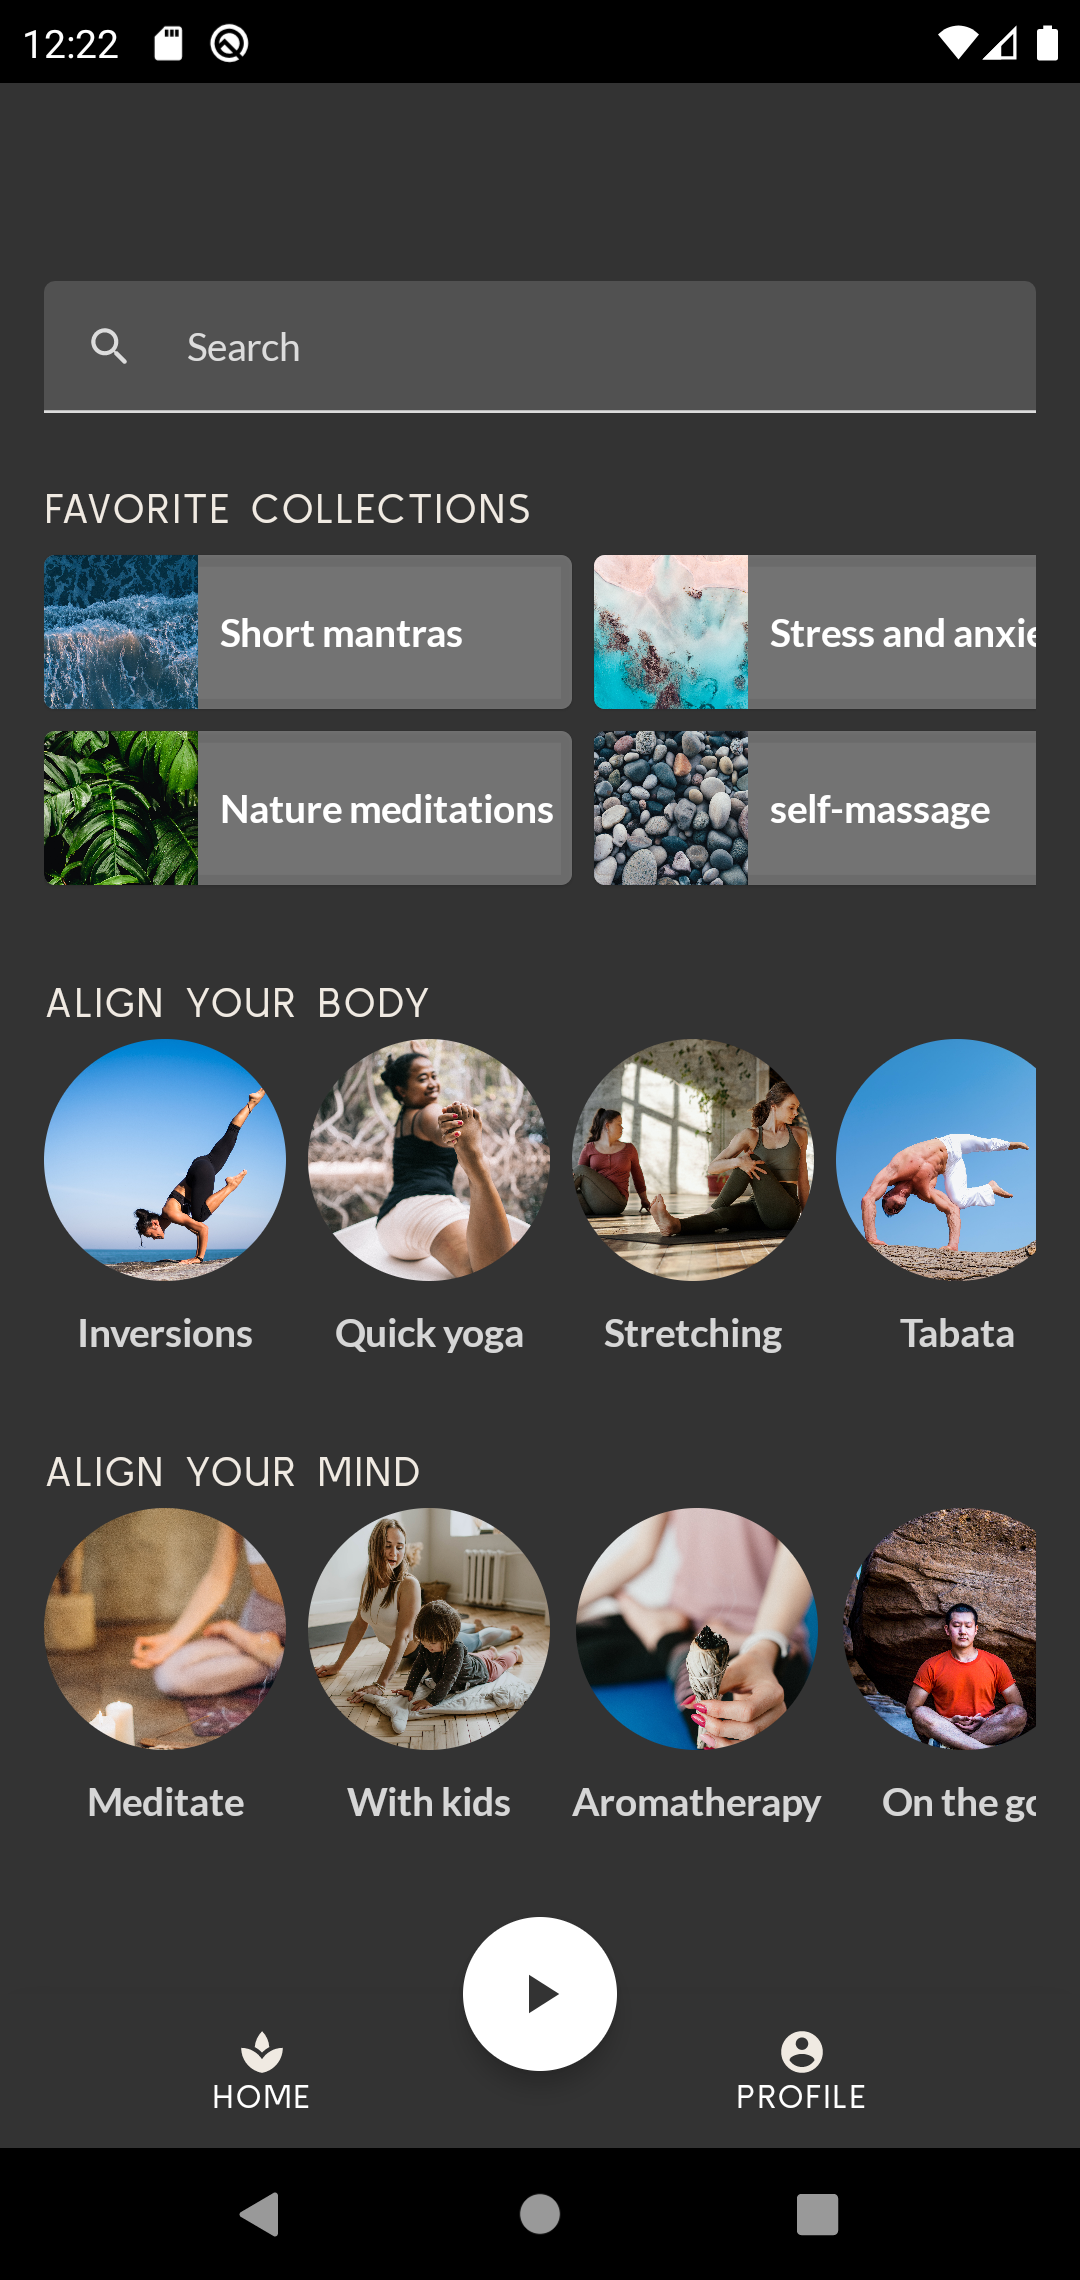 12:22
Search
FAVORITE COLLECTIONS
Short mantras
Stress and anxie
Nature meditations
self-massage
ALIGN YOUR BODY
Inversions
Quick yoga
Stretching
Tabata
ALIGN YOUR MIND
Meditate
With kids
Aromatherapy
On the go
HOME
PROFILE